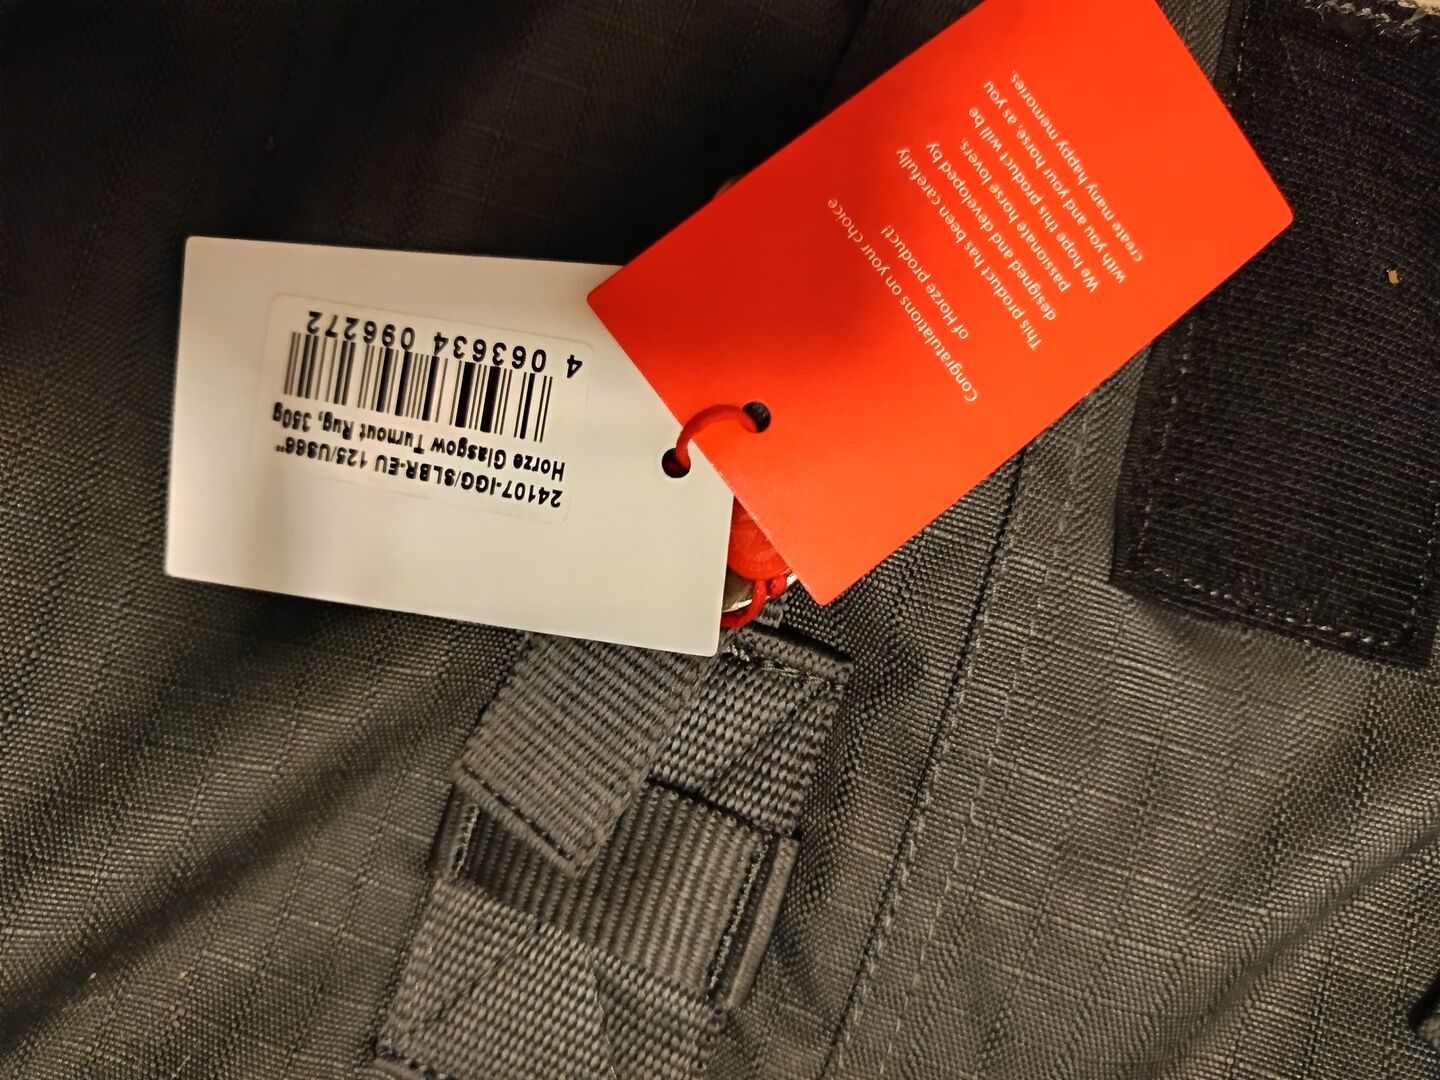 24107-IGG/SLBR-EU 125/US66"
Horze Glasgow Turnout Rug, 350g
4 063634 096272
Congratulations on your choice
of Horze product!
This product has been carefully
designed and developed by
passionate horse lovers.
We hope this product will be
with you and your horse, as you
create many happy memories.